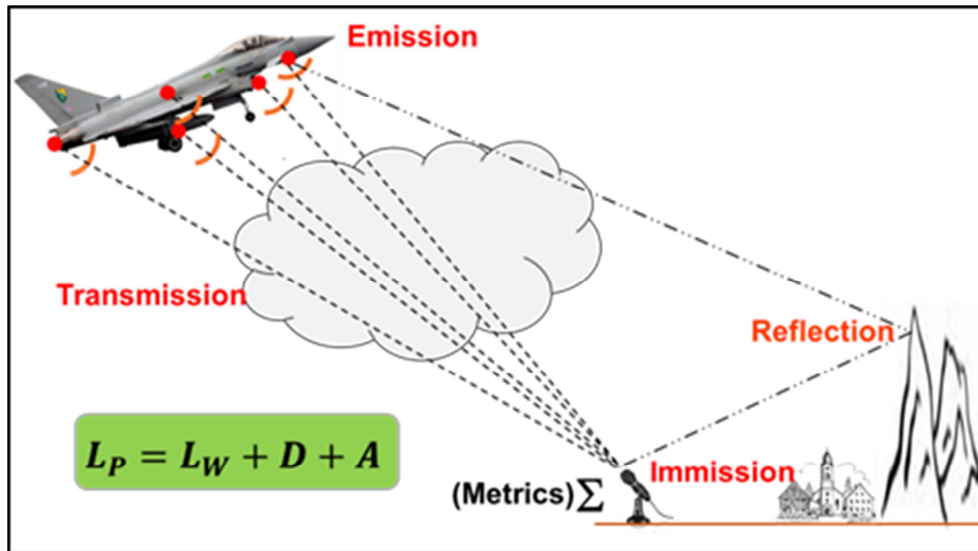 Emission
Transmission
Reflection
L_P = L_W + D + A
(Metrics) Σ
Immission